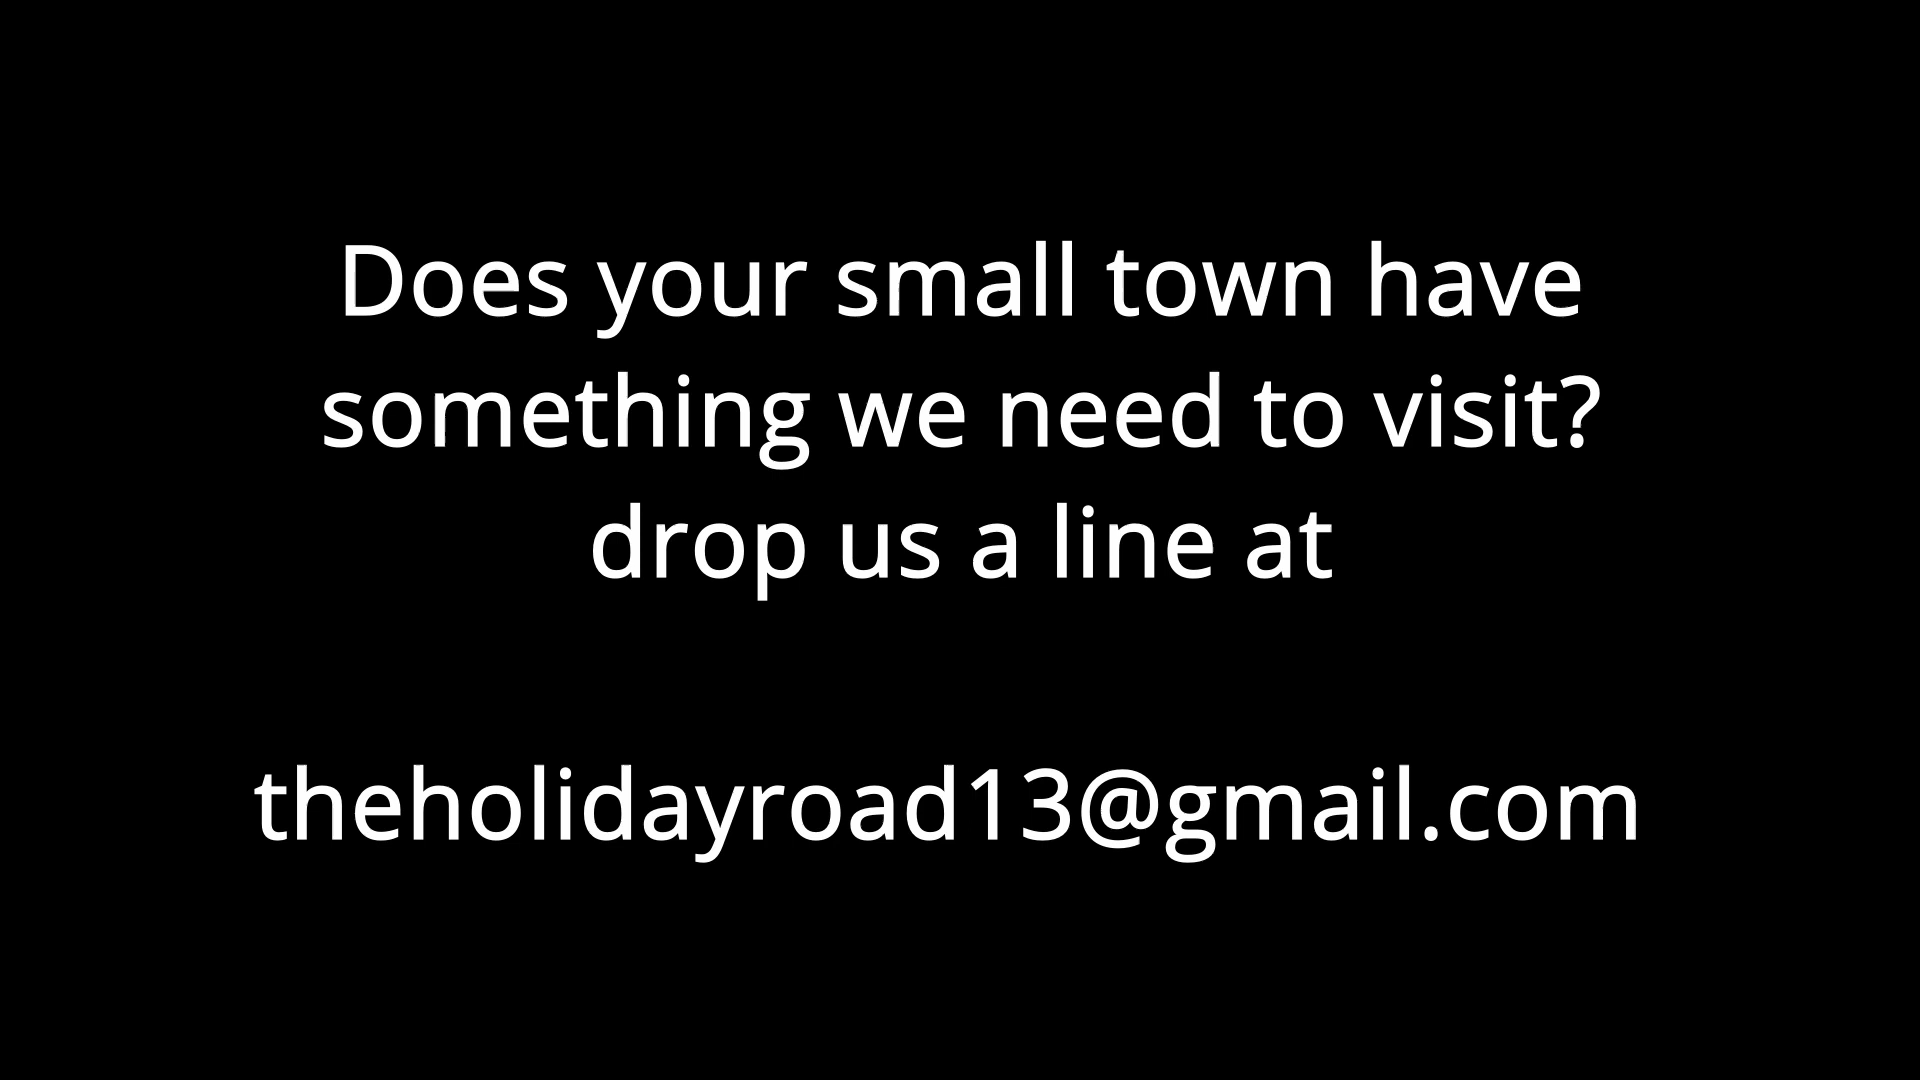 Does your small town have
something we need to visit?
drop us a line at
theholidayroad13@gmail.com